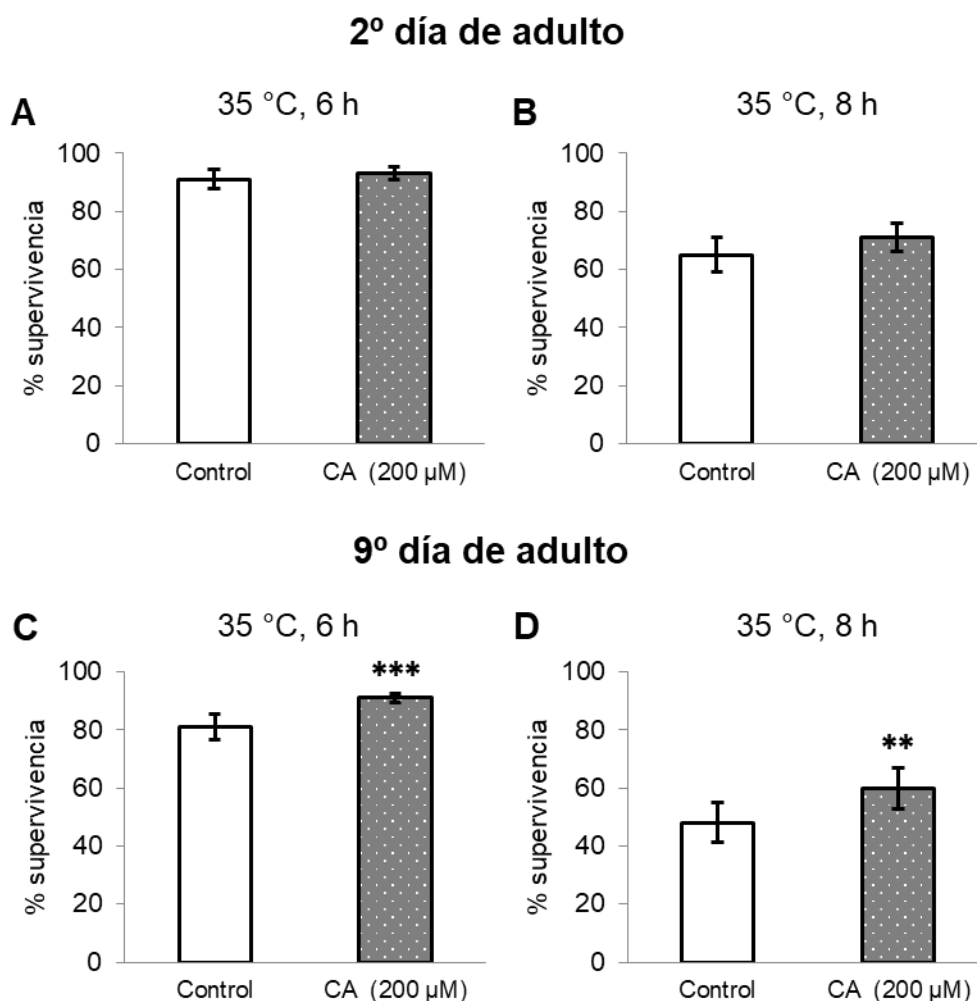 2º día de adulto
A
35 °C, 6 h
% supervivencia
100
80
60
40
20
0
Control
CA (200 µM)
B
35 °C, 8 h
% supervivencia
100
80
60
40
20
0
Control
CA (200 µM)
9º día de adulto
C
35 °C, 6 h
% supervivencia
100
80
60
40
20
0
***
Control
CA (200 µM)
D
35 °C, 8 h
% supervivencia
100
80
60
40
20
0
**
Control
CA (200 µM)